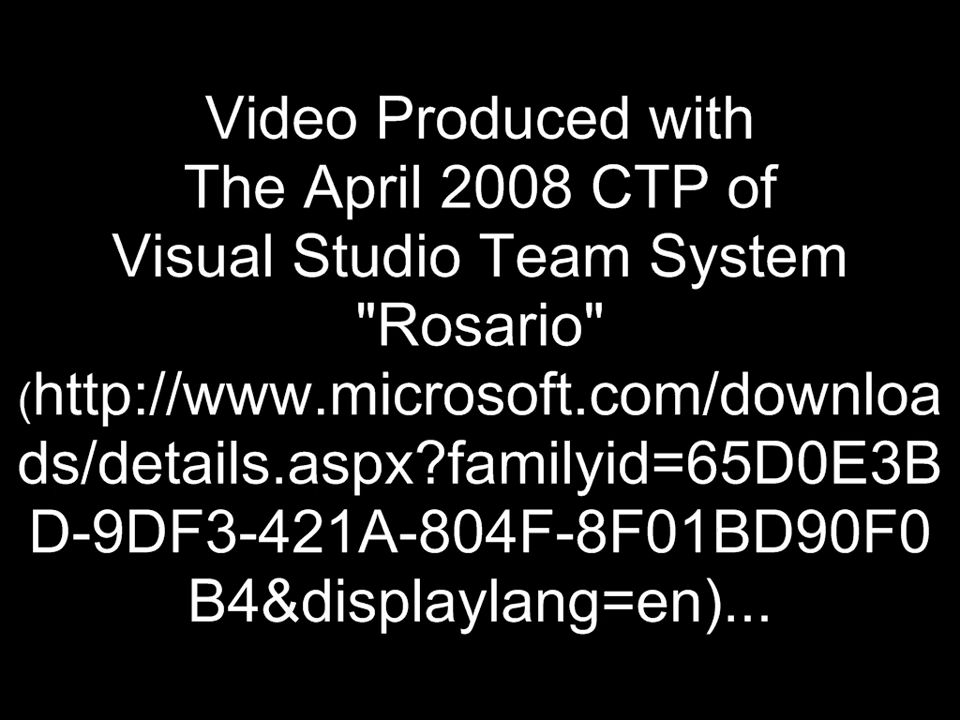 Video Produced with
The April 2008 CTP of
Visual Studio Team System
"Rosario"
(http://www.microsoft.com/downloa
ds/details.aspx?familyid=65D0E3B
D-9DF3-421A-804F-8F01BD90F0
B4&displaylang=en)...